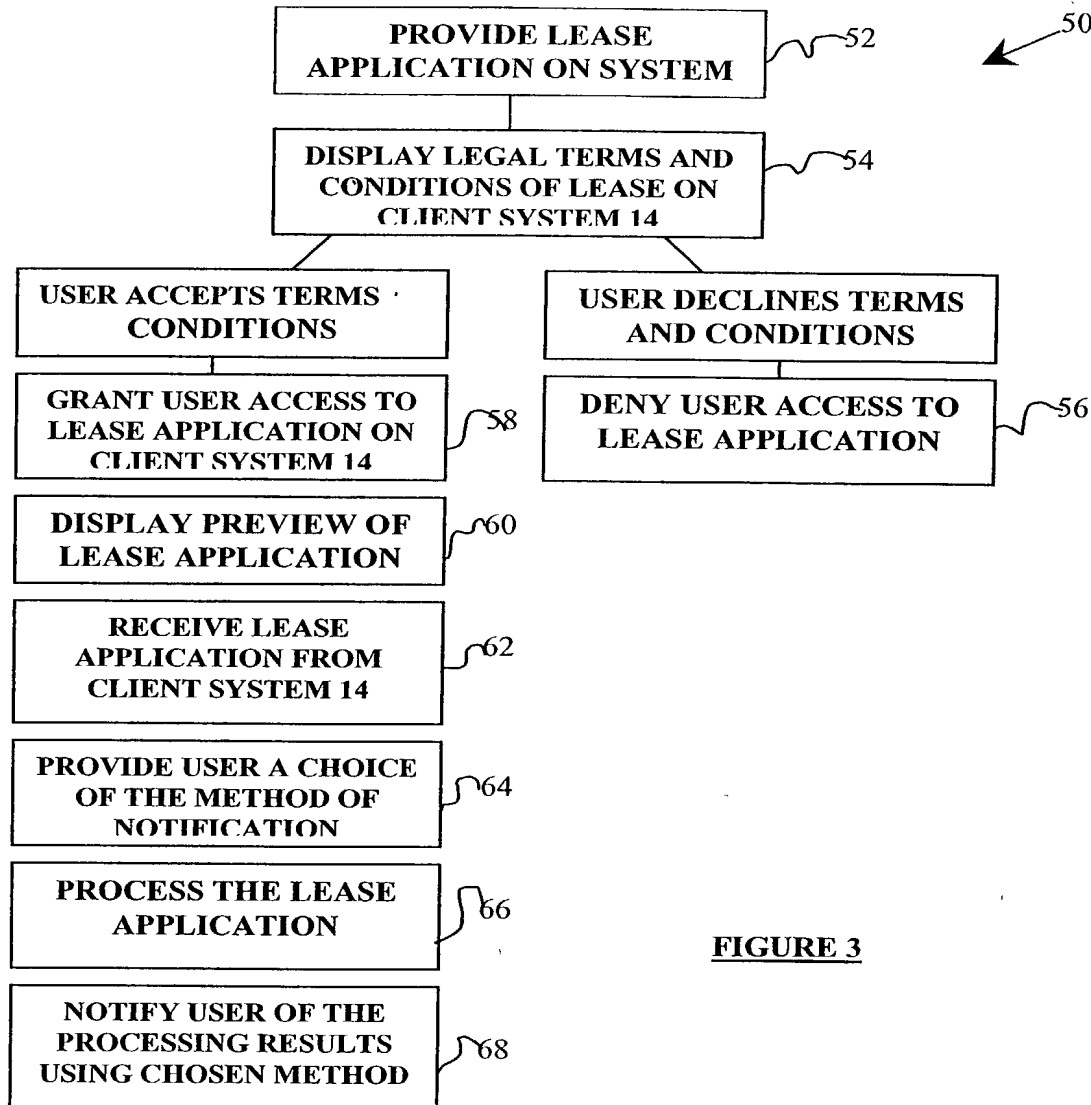 PROVIDE LEASE
APPLICATION ON SYSTEM
52
50
DISPLAY LEGAL TERMS AND
CONDITIONS OF LEASE ON
CLIENT SYSTEM 14
54
USER ACCEPTS TERMS
CONDITIONS
USER DECLINES TERMS
AND CONDITIONS
GRANT USER ACCESS TO
LEASE APPLICATION ON
CLIENT SYSTEM 14
58
DENY USER ACCESS TO
LEASE APPLICATION
56
DISPLAY PREVIEW OF
LEASE APPLICATION
60
RECEIVE LEASE
APPLICATION FROM
CLIENT SYSTEM 14
62
PROVIDE USER A CHOICE
OF THE METHOD OF
NOTIFICATION
64
PROCESS THE LEASE
APPLICATION
66
FIGURE 3
NOTIFY USER OF THE
PROCESSING RESULTS
USING CHOSEN METHOD
68